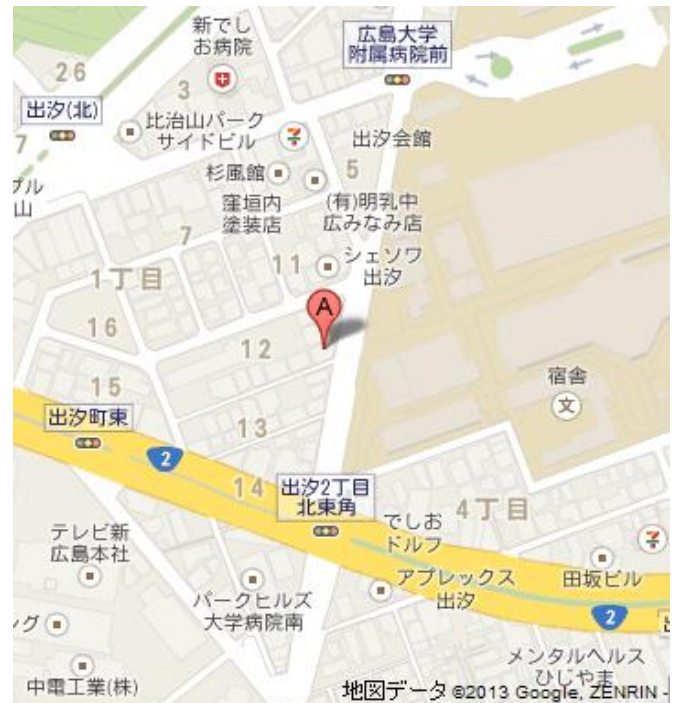 新でし
お病院
広島大学
附属病院前
26
3
出汐(北)
7
比治山パーク
サイドビル
出汐会館
プル
山
杉風館
5
窪垣内
塗装店
(有)明乳中
広みなみ店
7
シェソワ
出汐
11
1丁目
A
16
12
15
宿舎
文
出汐町東
13
2
14
出汐2丁目
北東角
4丁目
でしお
ドルフ
テレビ新
広島本社
アプレックス
出汐
田坂ビル
パークヒルズ
大学病院南
2
ング
メンタルヘルス
ひじやま
中電工業(株)
地図データ ©2013 Google, ZENRIN -